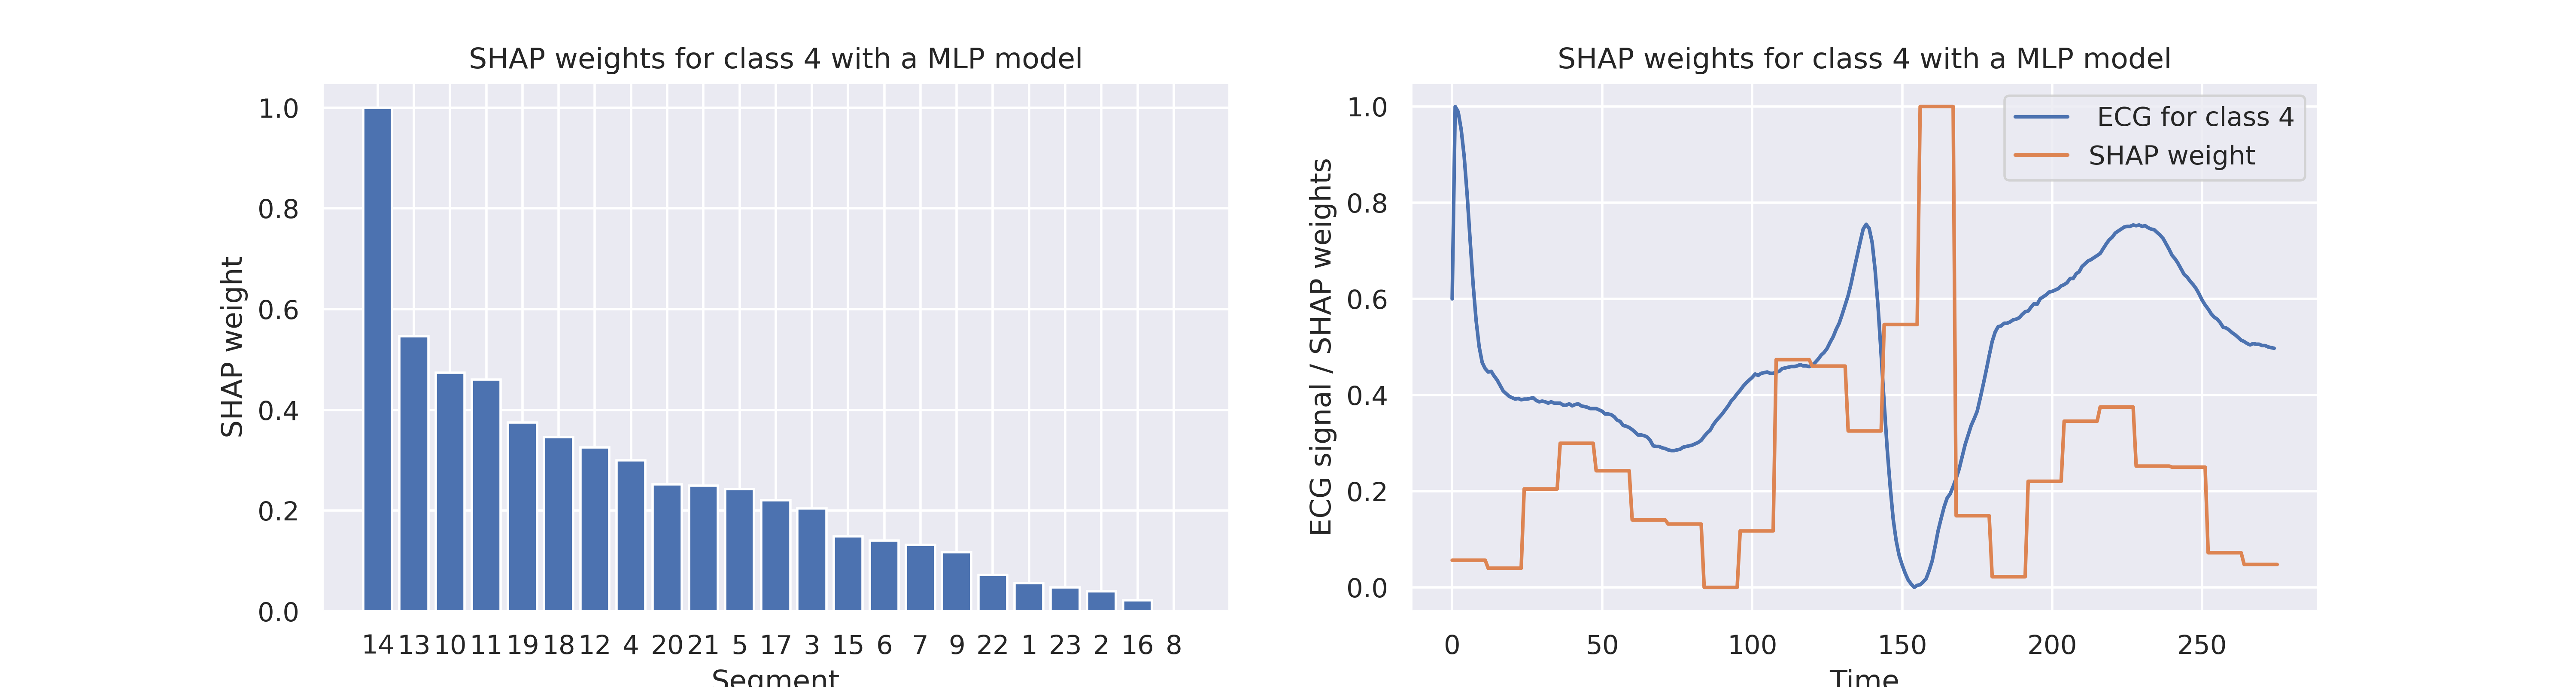 SHAP weights for class 4 with a MLP model
SHAP weight
1.0
0.8
0.6
0.4
0.2
0.0
14 13 10 11 19 18 12 4 20 21 5 17 3 15 6 7 9 22 1 23 2 16 8
Segment
SHAP weights for class 4 with a MLP model
ECG signal / SHAP weights
1.0
0.8
0.6
0.4
0.2
0.0
ECG for class 4
SHAP weight
0 50 100 150 200 250
Time